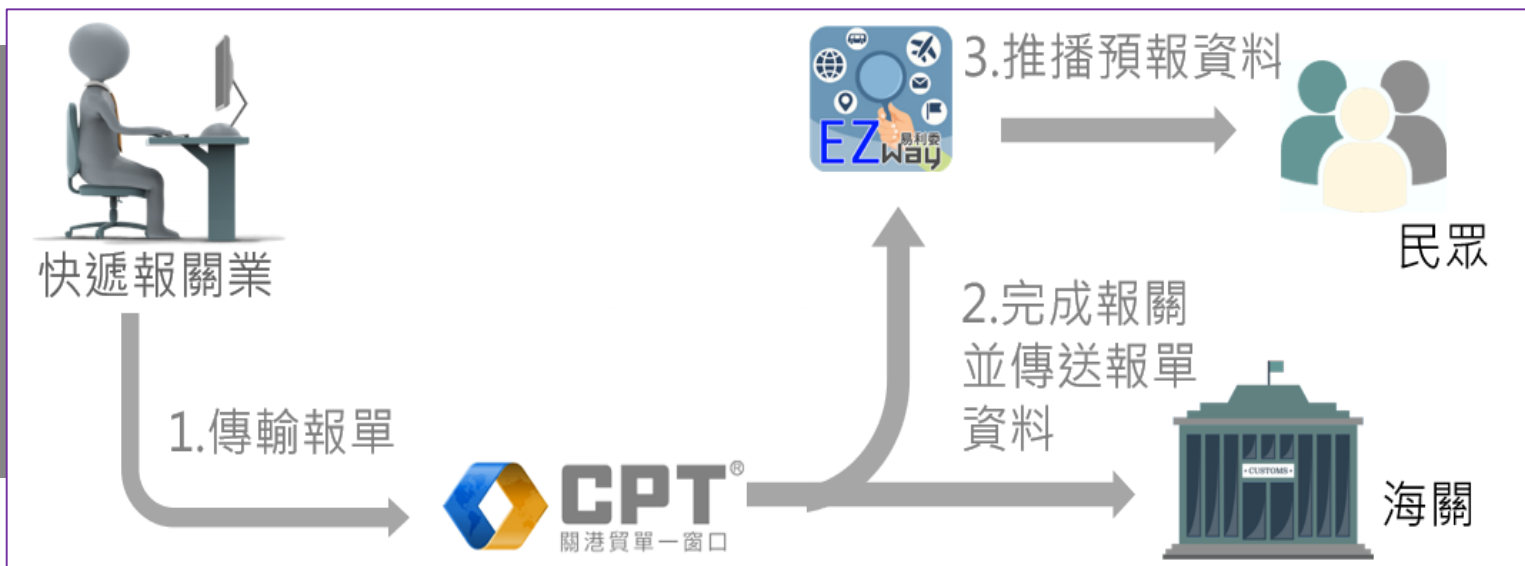 快遞報關業
1.傳輸報單
CPT®
關港貿單一窗口
EZWay
易利委
3.推播預報資料
民眾
2.完成報關
並傳送報單
資料
CUSTOMS
海關